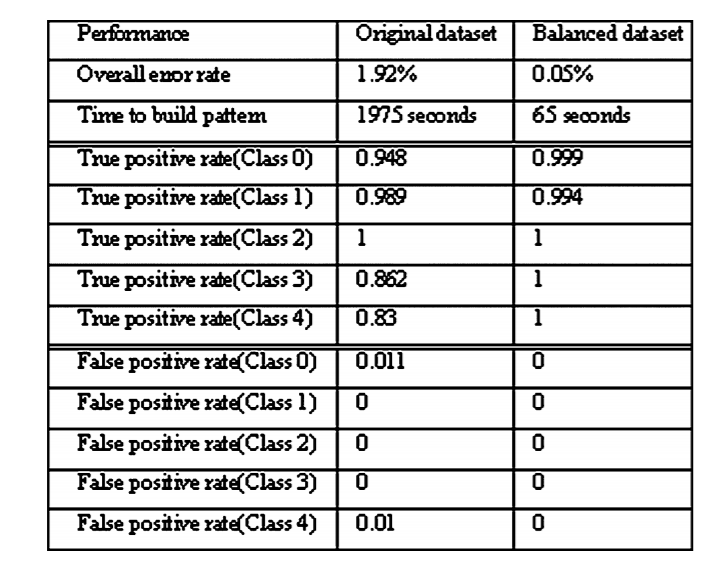 Performance Original dataset Balanced dataset
Overall error rate 1.92% 0.05%
Time to build pattern 1975 seconds 65 seconds
True positive rate(Class 0) 0.948 0.999
True positive rate(Class 1) 0.989 0.994
True positive rate(Class 2) 1 1
True positive rate(Class 3) 0.862 1
True positive rate(Class 4) 0.83 1
False positive rate(Class 0) 0.011 0
False positive rate(Class 1) 0 0
False positive rate(Class 2) 0 0
False positive rate(Class 3) 0 0
False positive rate(Class 4) 0.01 0